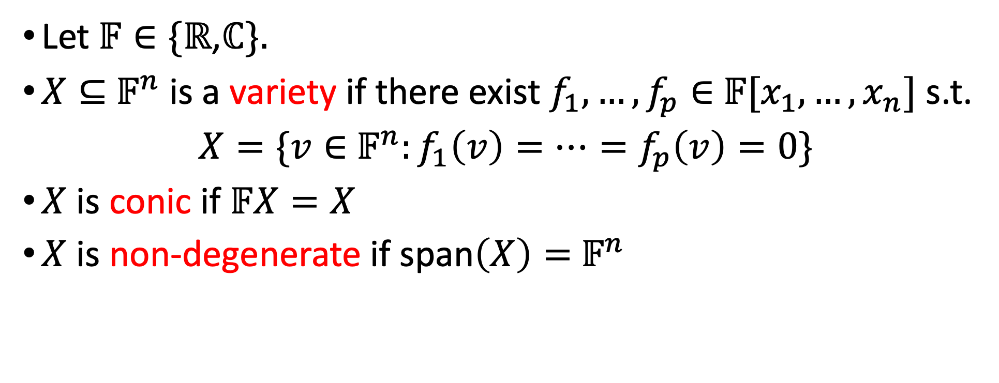 • Let 𝔽 ∈ {ℝ,ℂ}.
• X ⊆ 𝔽ⁿ is a variety if there exist f₁, … , fₚ ∈ 𝔽[x₁, … , xₙ] s.t.
X = {v ∈ 𝔽ⁿ: f₁(v) = ⋯ = fₚ(v) = 0}
• X is conic if 𝔽X = X
• X is non-degenerate if span(X) = 𝔽ⁿ